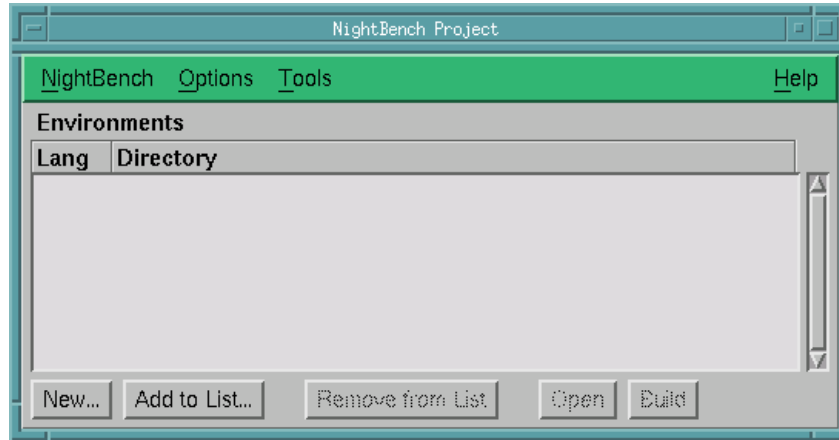 NightBench Project
NightBench Options Tools Help
Environments
Lang Directory
New... Add to List... Remove from List Open Build